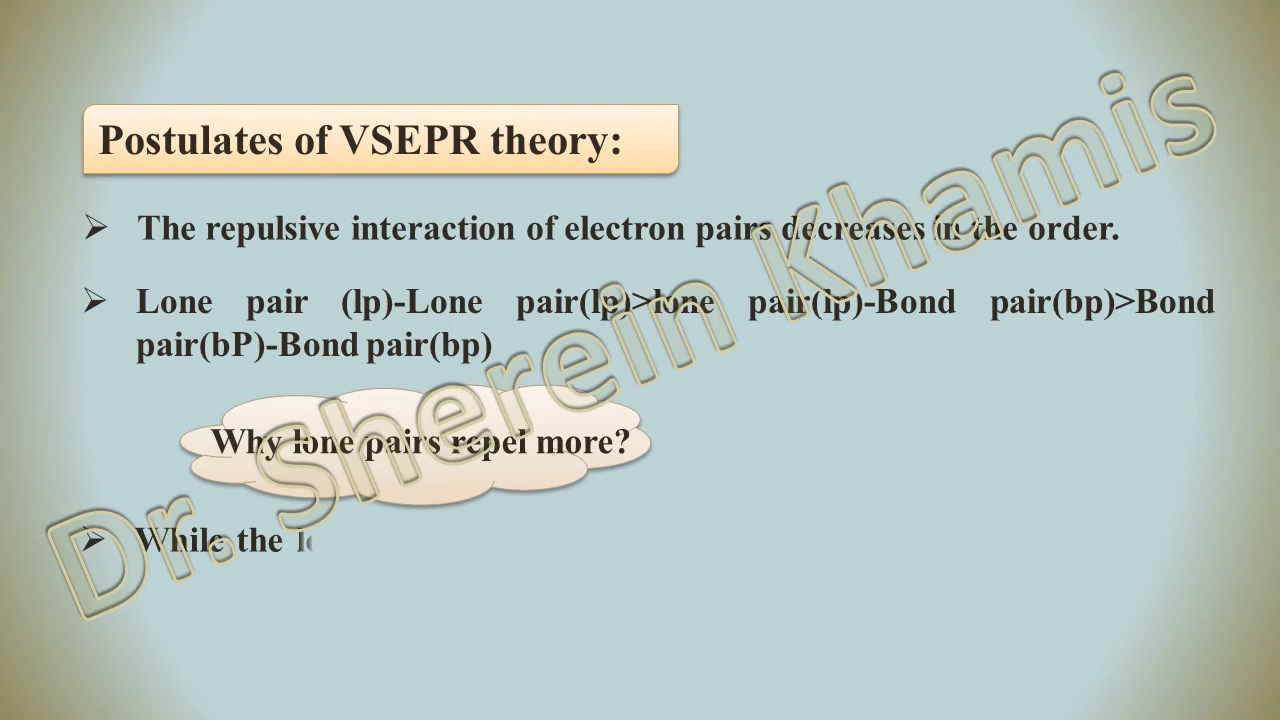 Postulates of VSEPR theory:
The repulsive interaction of electron pairs decreases in the order.
Lone pair (lp)-Lone pair(lp)>lone pair(lp)-Bond pair(bp)>Bond
pair(bP)-Bond pair(bp)
Why lone pairs repel more?
While the
Dr. Sherein Khamis